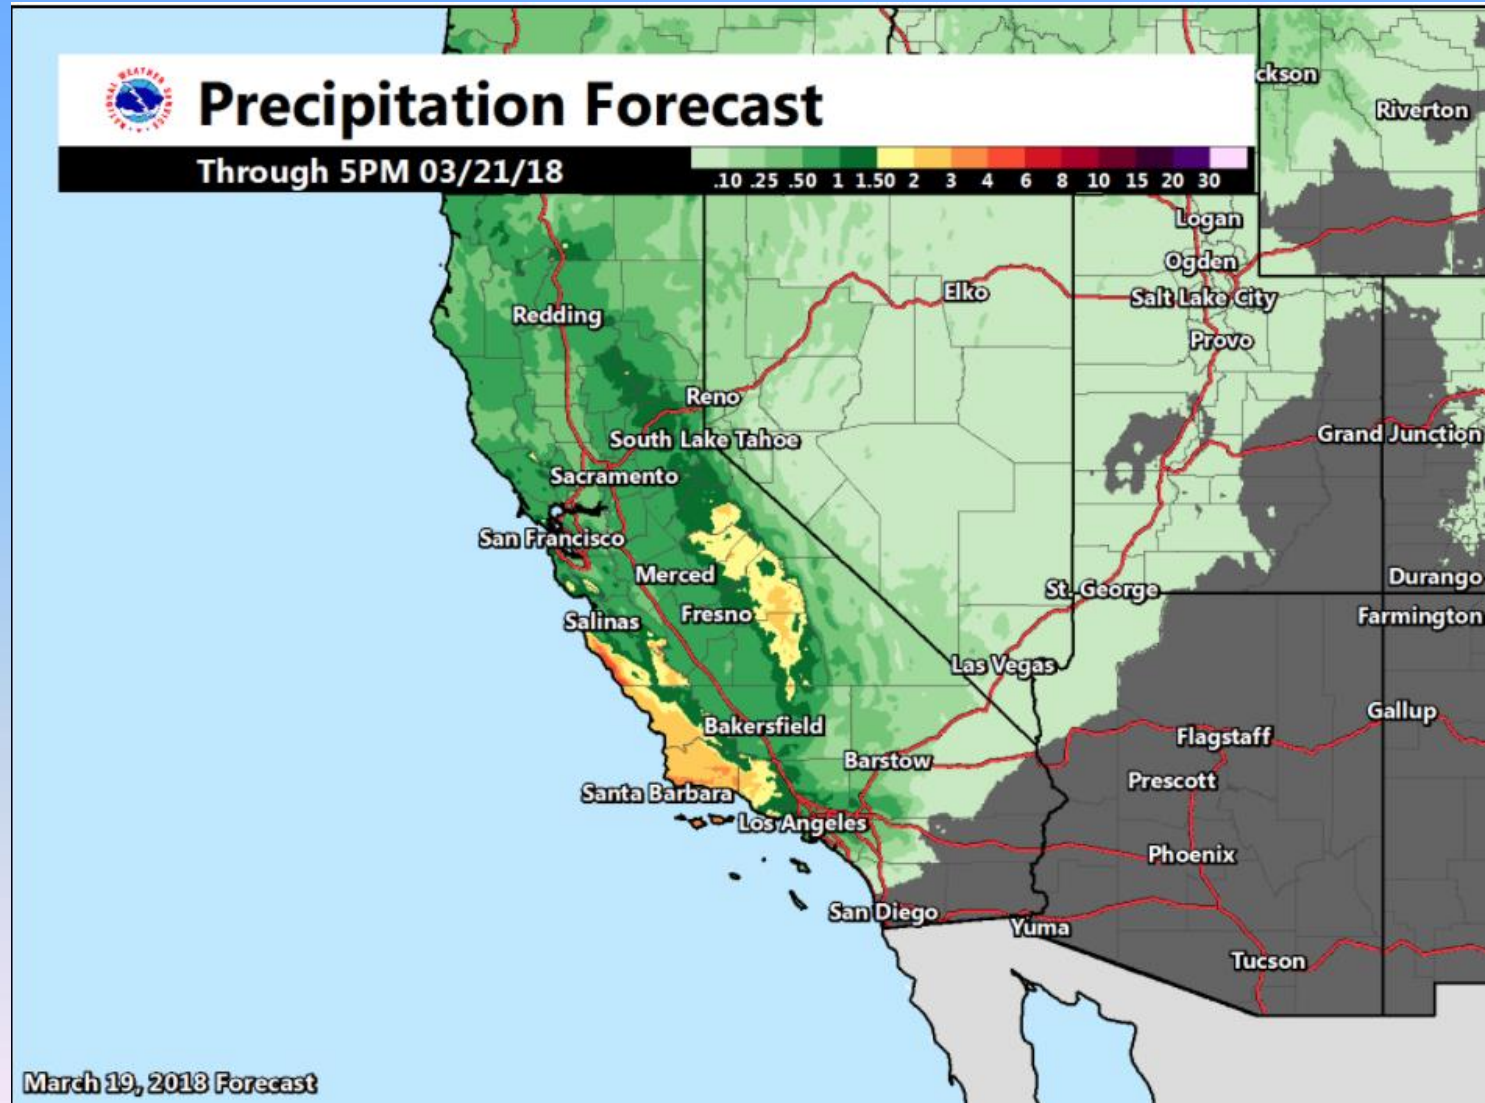 Precipitation Forecast
Through 5PM 03/21/18
.10 .25 .50 1 1.50 2 3 4 6 8 10 15 20 30
NATIONAL WEATHER SERVICE
ckson
Riverton
Logan
Ogden
Elko
Salt Lake City
Redding
Provo
Reno
South Lake Tahoe
Grand Junction
Sacramento
San Francisco
Merced
Durango
St. George
Fresno
Farmington
Salinas
Las Vegas
Gallup
Bakersfield
Flagstaff
Barstow
Prescott
Santa Barbara
Los Angeles
Phoenix
San Diego
Yuma
Tucson
March 19, 2018 Forecast